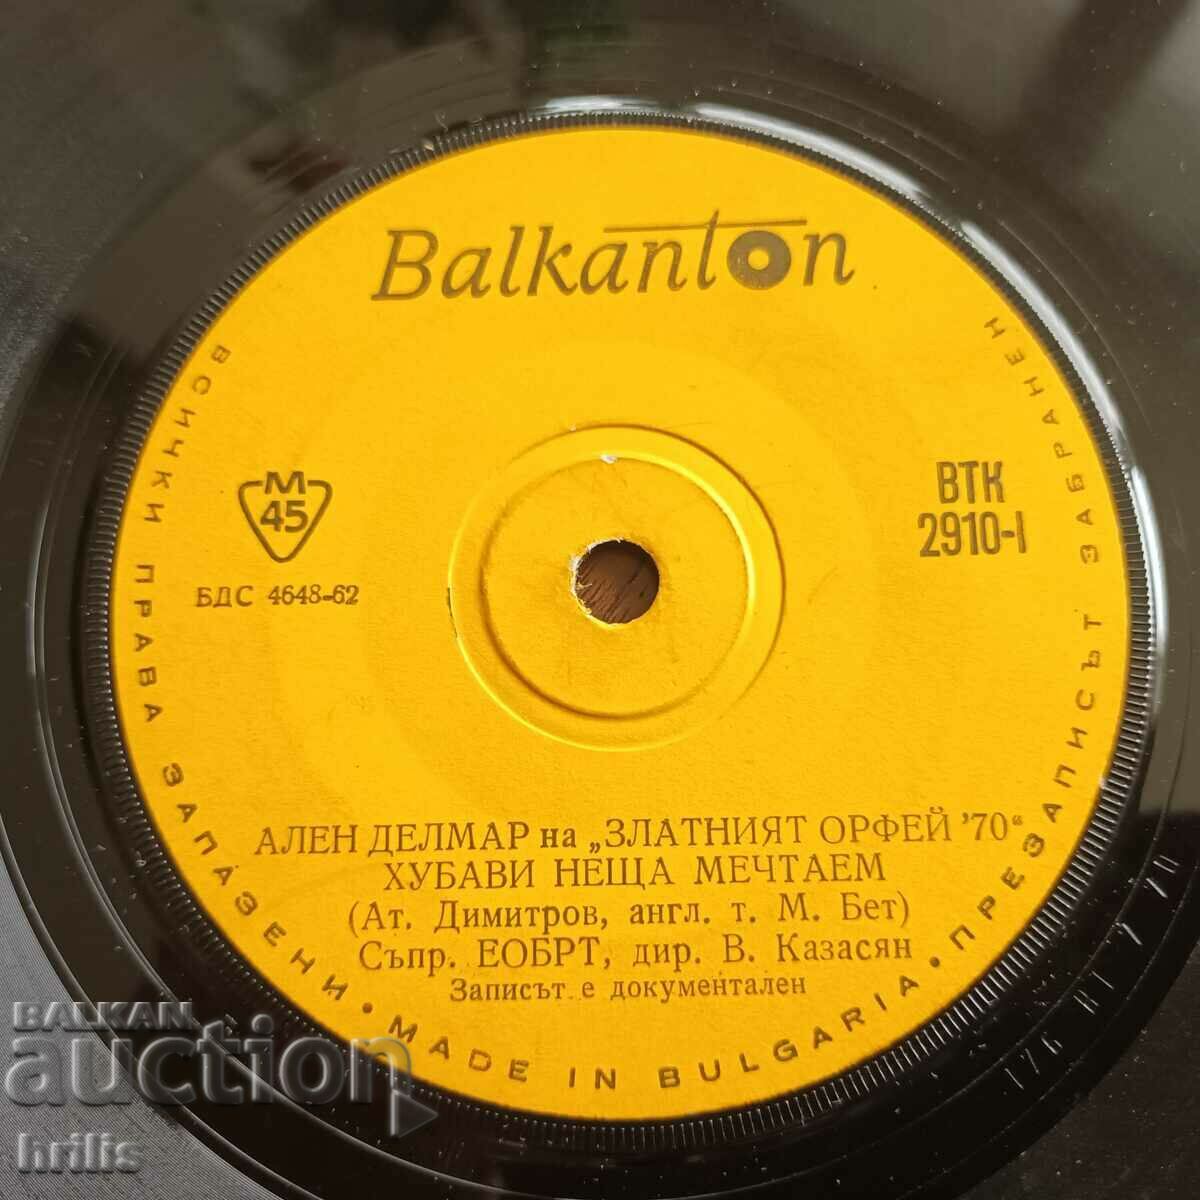 Balkanton
ВСИЧКИ ПРАВА ЗАПАЗЕНИ • MADE IN BULGARIA • ПРЕЗАПИСЪТ ЗАБРАНЕН
М
45
БДС 4648-62
ВТК
2910-I
АЛЕН ДЕЛМАР на „ЗЛАТНИЯТ ОРФЕЙ '70“
ХУБАВИ НЕЩА МЕЧТАЕМ
(Ат. Димитров, англ. т. М. Бет)
Съпр. ЕОБРТ, дир. В. Казасян
Записът е документален
BALKAN
auction
hrilis